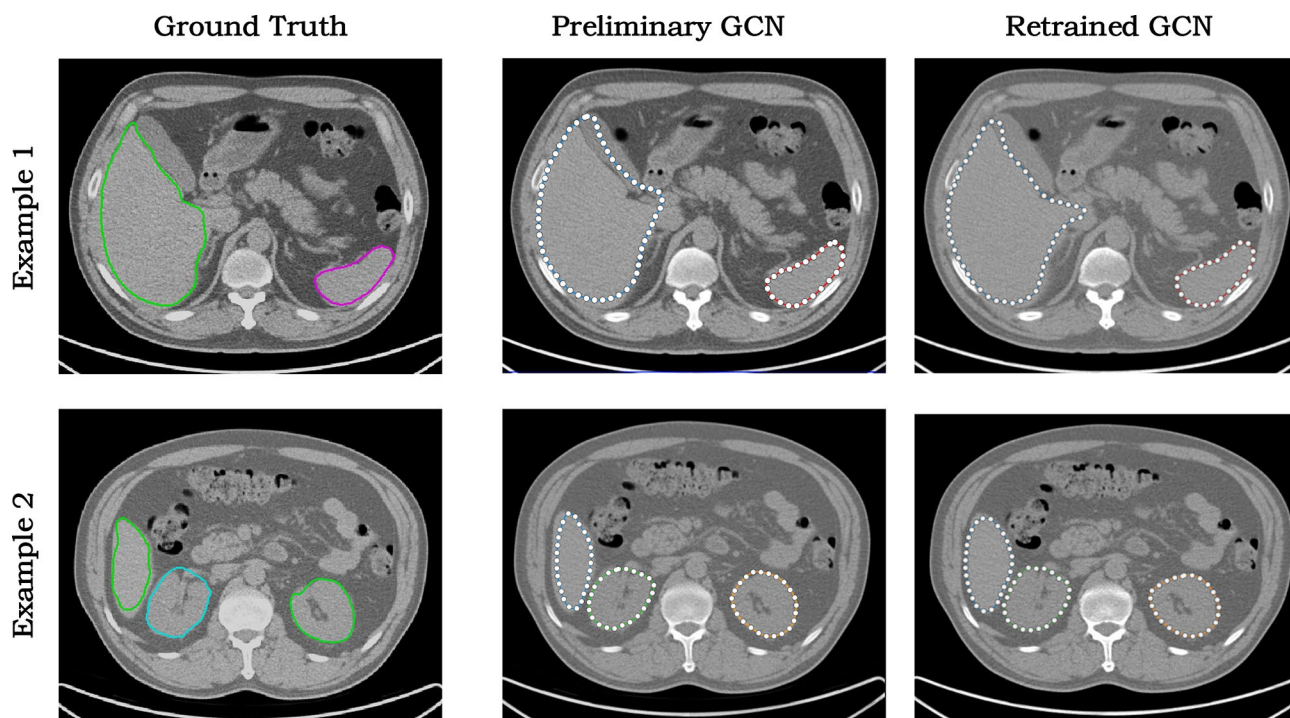 Ground Truth
Preliminary GCN
Retrained GCN
Example 1
Example 2